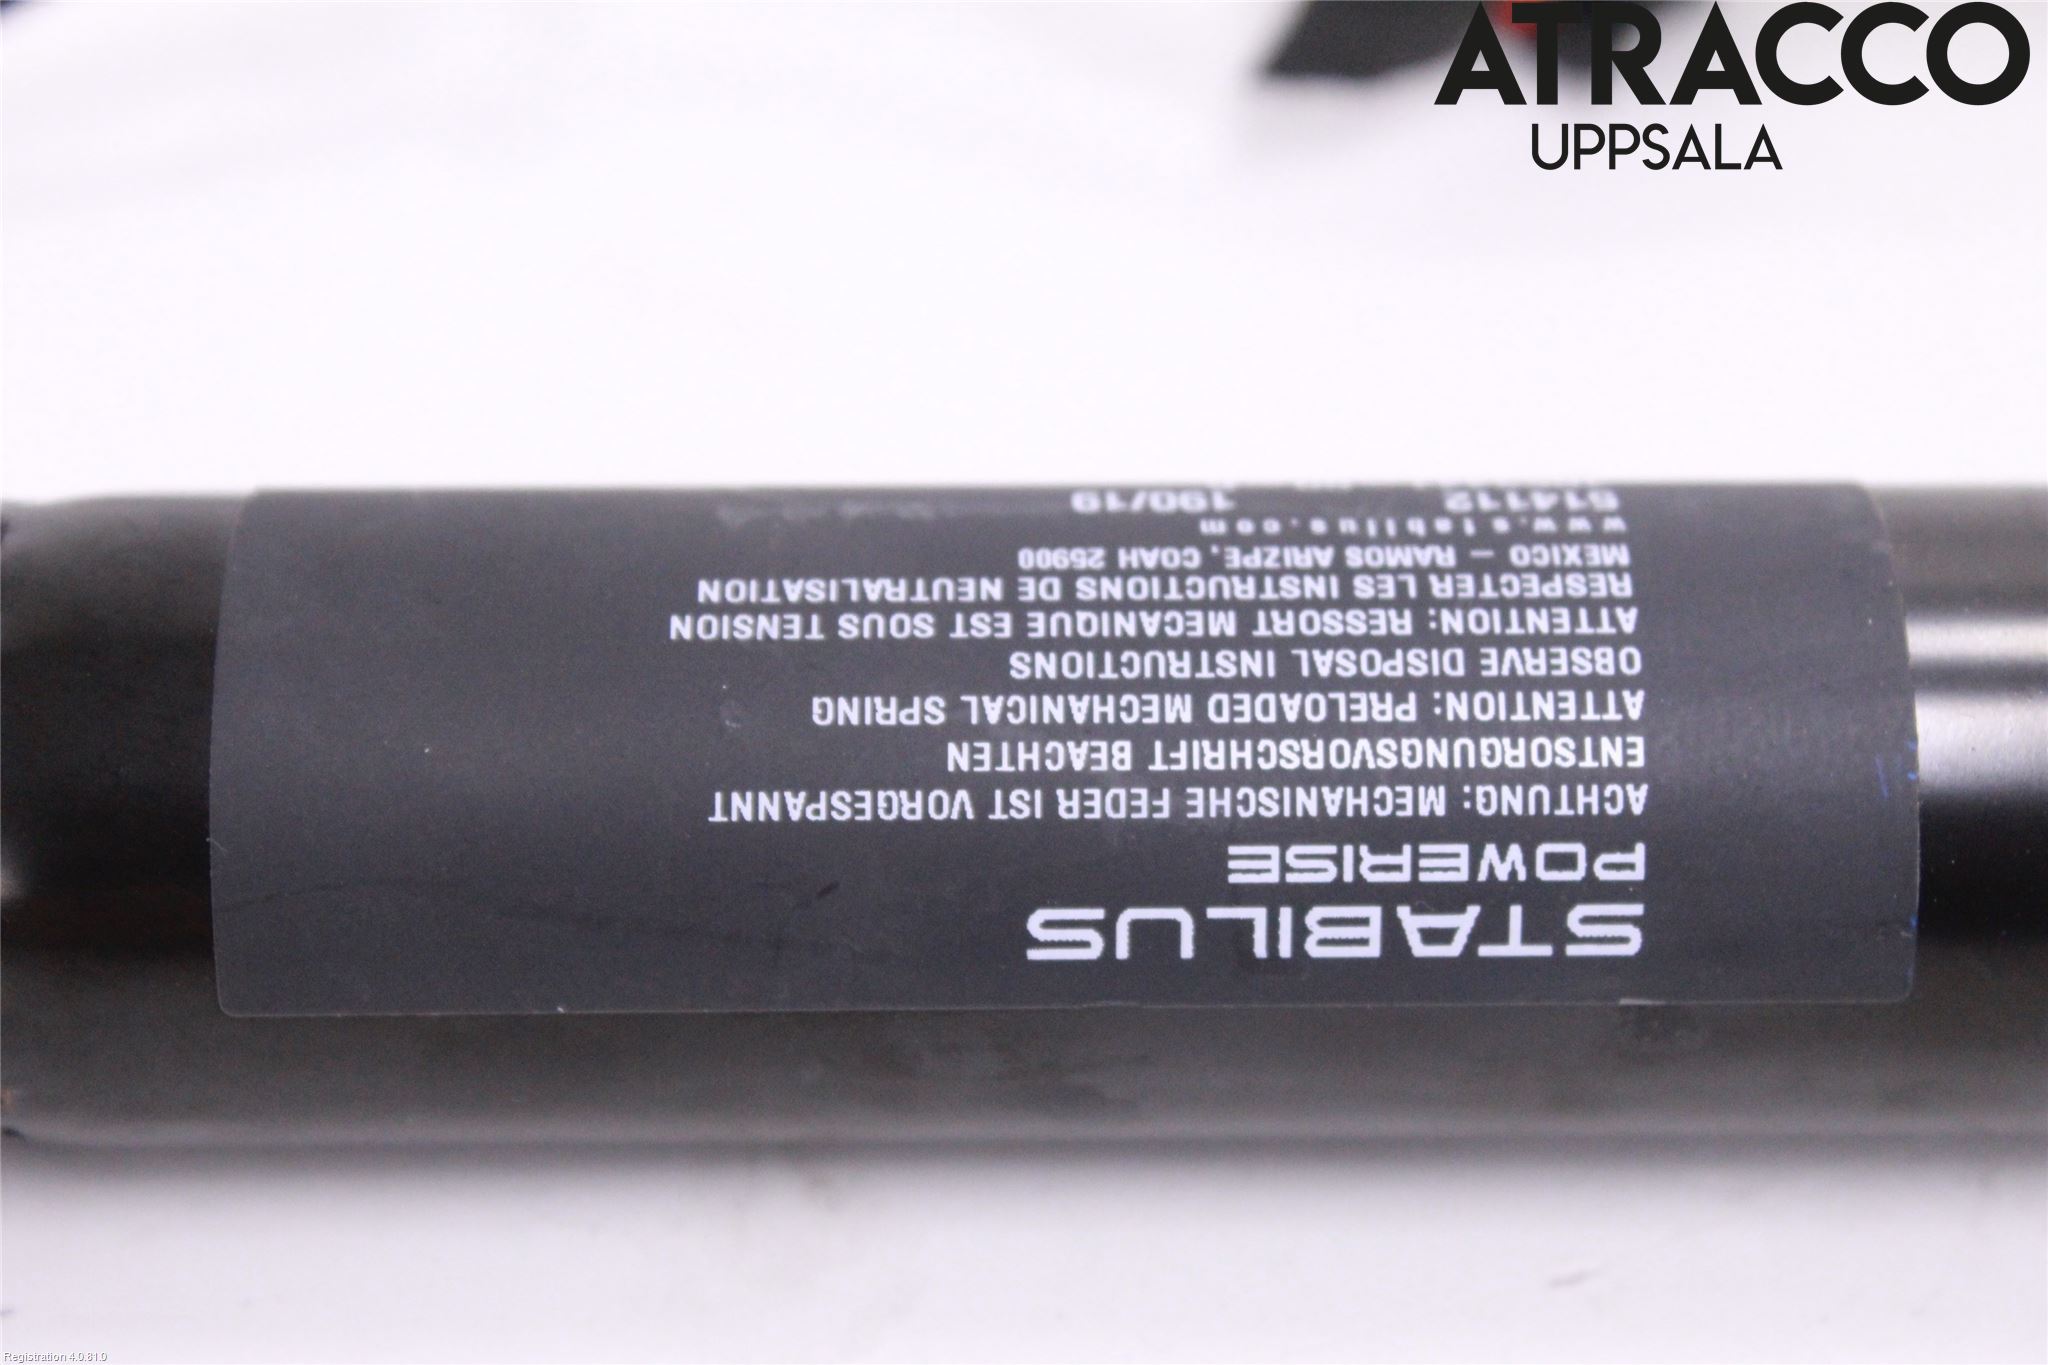 ATRACCO
UPPSALA
STABILUS
POWERISE
ACHTUNG: MECHANISCHE FEDER IST VORGESPANNT
ENTSORGUNGSVORSCHRIFT BEACHTEN
ATTENTION: PRELOADED MECHANICAL SPRING
OBSERVE DISPOSAL INSTRUCTIONS
ATTENTION: RESSORT MECANIQUE EST SOUS TENSION
RESPECTER LES INSTRUCTIONS DE NEUTRALISATION
MEXICO - RAMOS ARIZPE, COAH 25900
www.stabilus.com
514112 190/19
Registration 4.0.81.0